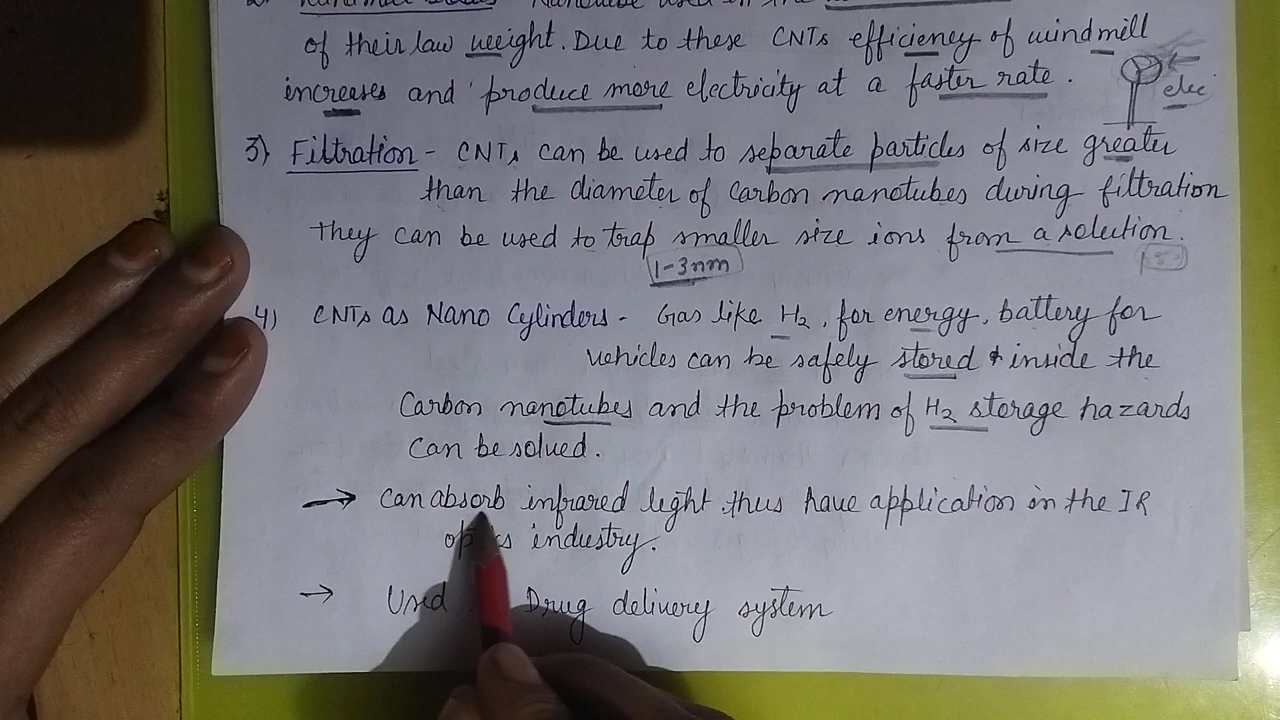 of their law weight. Due to these CNTs efficiency of windmill
increases and produce more electricity at a faster rate.
elec
3) Filtration - CNTs can be used to separate particles of size greater
than the diameter of Carbon nanotubes during filtration
They can be used to trap smaller size ions from a solution.
1-3nm
4) CNTs as Nano Cylinders - Gas like H2, for energy, battery for
vehicles can be safely stored & inside the
Carbon nanotubes and the problem of H2 storage hazards
can be solved.
→ can absorb infrared light thus have application in the IR
industry.
→ Used Drug delivery system